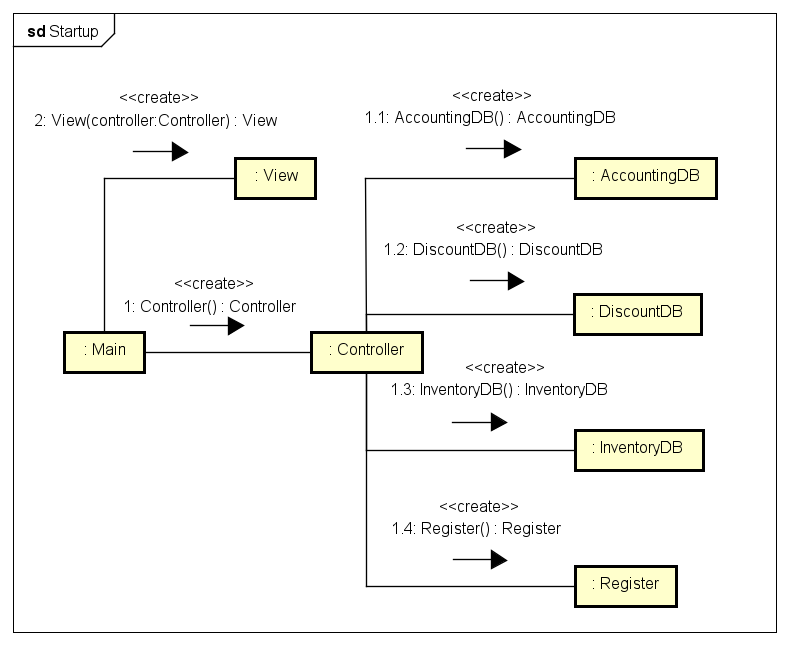 sd Startup
<<create>>
2: View(controller:Controller) : View
: View
<<create>>
1.1: AccountingDB() : AccountingDB
: AccountingDB
<<create>>
1.2: DiscountDB() : DiscountDB
: DiscountDB
<<create>>
1: Controller() : Controller
: Main
: Controller
<<create>>
1.3: InventoryDB() : InventoryDB
: InventoryDB
<<create>>
1.4: Register() : Register
: Register